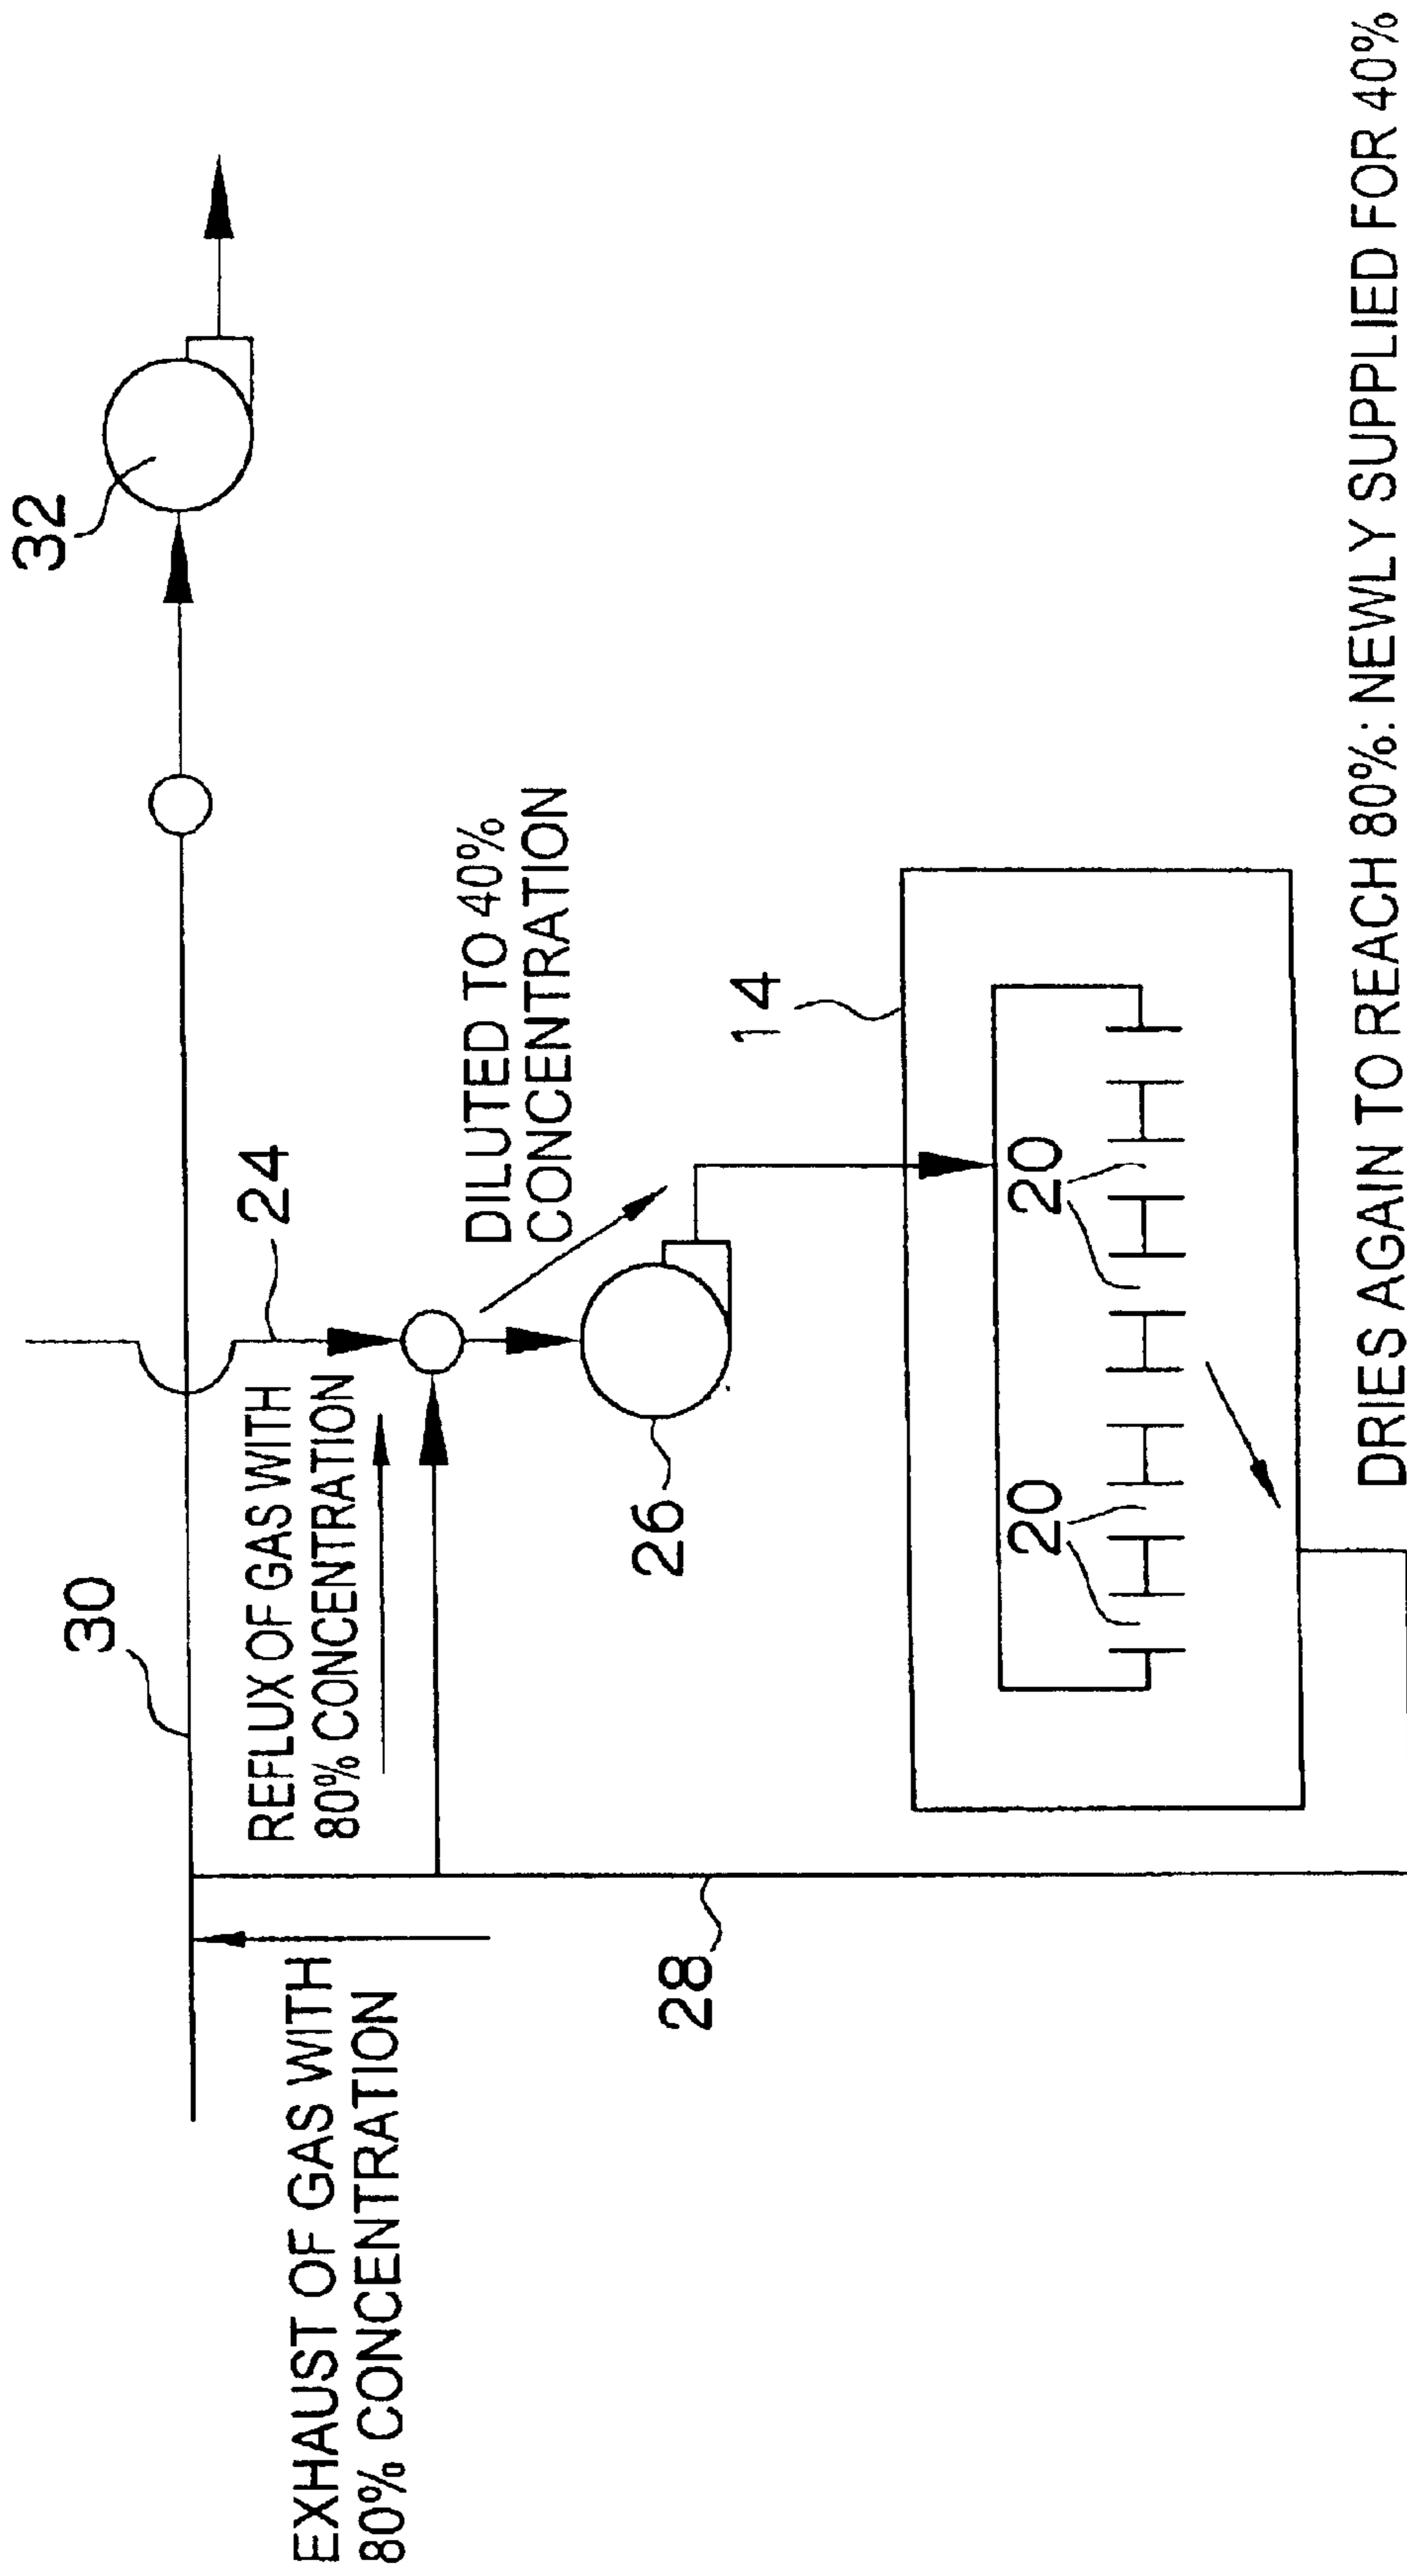 32
30
24
REFLUX OF GAS WITH
80% CONCENTRATION
EXHAUST OF GAS WITH
80% CONCENTRATION
DILUTED TO 40%
CONCENTRATION
26
28
14
20
20
DRIES AGAIN TO REACH 80%: NEWLY SUPPLIED FOR 40%